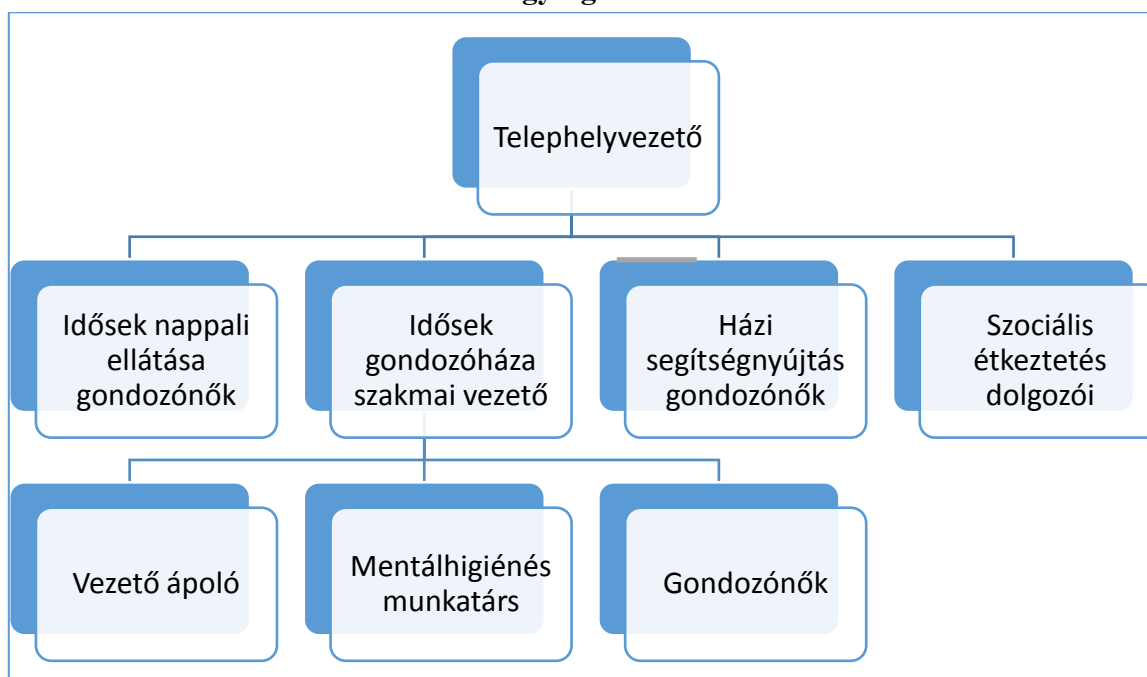 Telephelyvezető
Idősek nappali
ellátása
gondozónők
Idősek
gondozóháza
szakmai vezető
Házi
segítségnyújtás
gondozónők
Szociális
étkeztetés
dolgozói
Vezető ápoló
Mentálhigiénés
munkatárs
Gondozónők